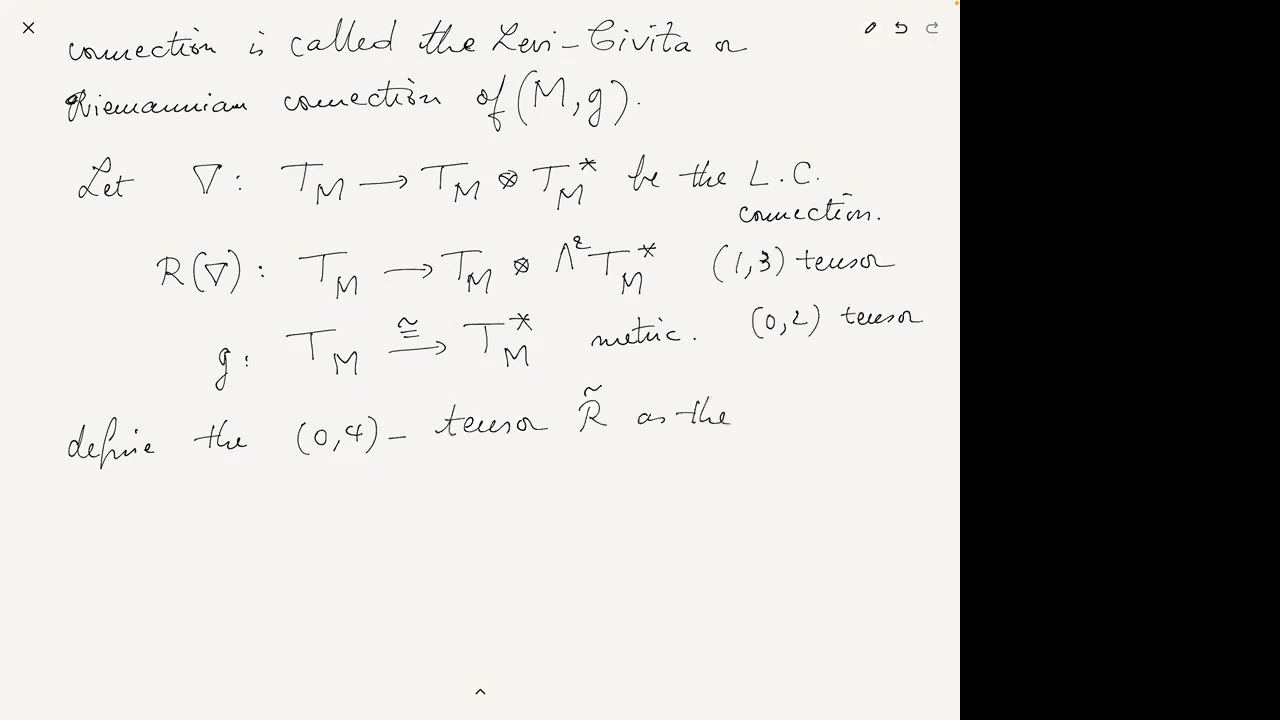 connection is called the Levi-Civita or
Riemannian connection of (M, g).
Let ∇: T_M → T_M ⊗ T_M^* be the L.C.
connection.
R(∇): T_M → T_M ⊗ Λ^2 T_M^* (1,3) tensor
g: T_M ≅→ T_M^* metric. (0,2) tensor
define the (0,4)- tensor R̃ as the